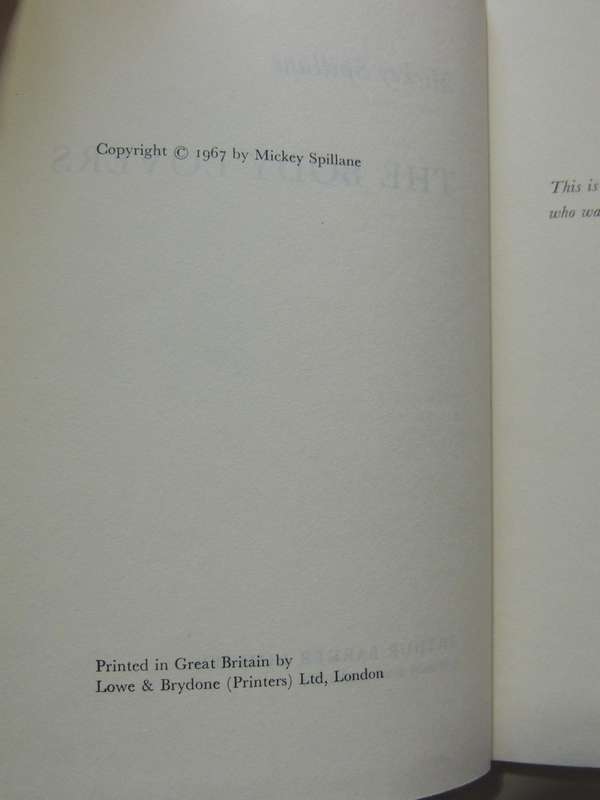 Copyright © 1967 by Mickey Spillane
Printed in Great Britain by
Lowe & Brydone (Printers) Ltd, London
This is
who wa